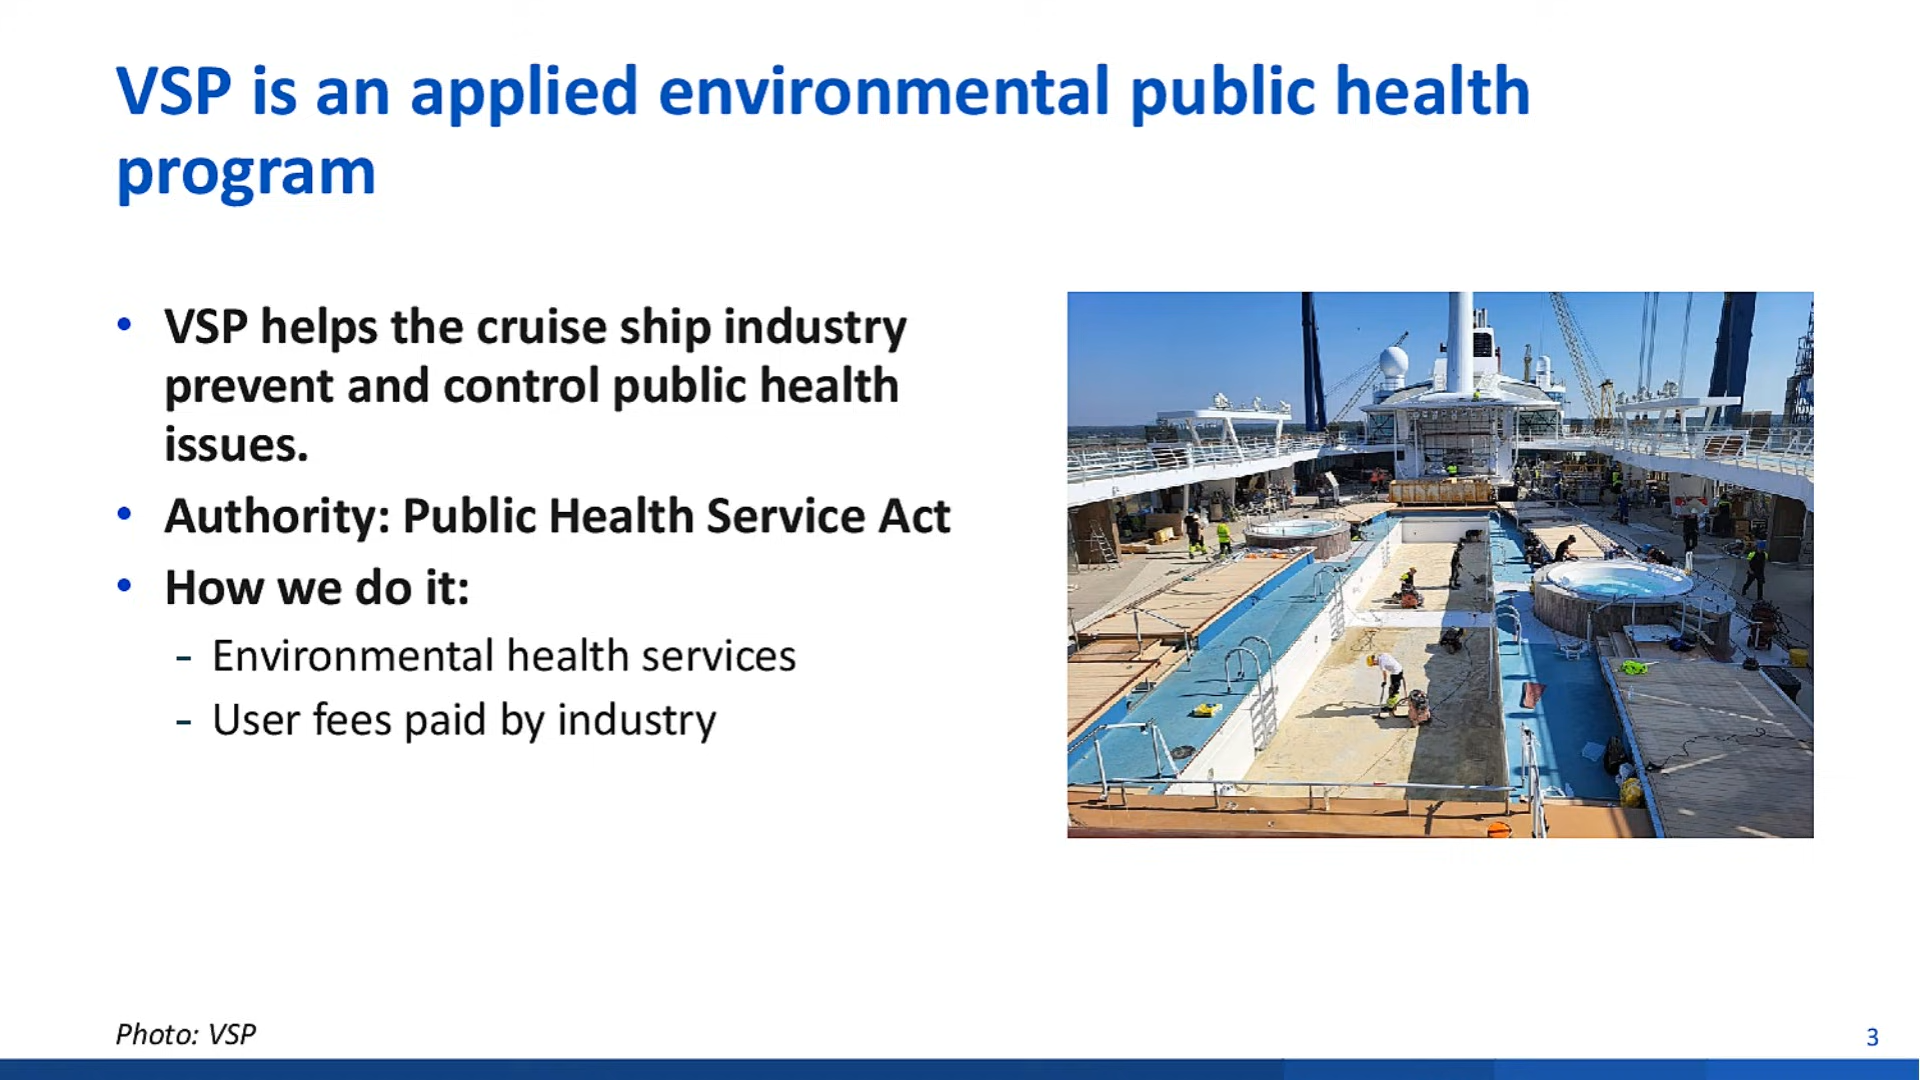 VSP is an applied environmental public health
program
• VSP helps the cruise ship industry
prevent and control public health
issues.
• Authority: Public Health Service Act
• How we do it:
- Environmental health services
- User fees paid by industry
Photo: VSP
3